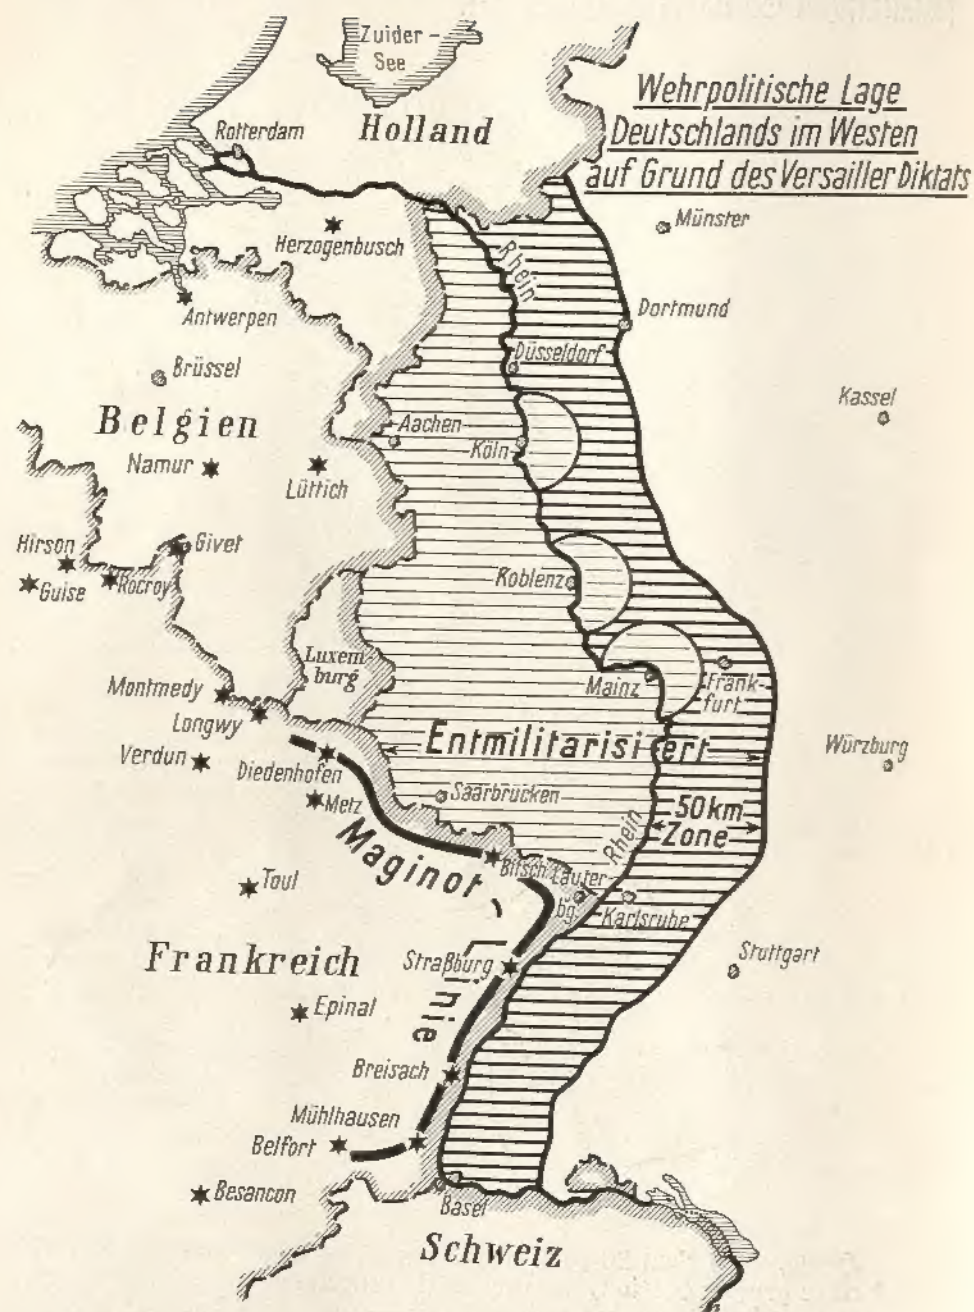 Wehrpolitische Lage
Deutschlands im Westen
auf Grund des Versailler Diktats
Zuider-
See
Holland
Rotterdam
Herzogenbusch
Münster
Rhein
Antwerpen
Dortmund
Brüssel
Düsseldorf
Kassel
Belgien
Aachen
Köln
Namur
Lüttich
Hirson
Givet
Guise
Rocroy
Koblenz
Luxem-
burg
Mainz
Frank-
furt
Montmedy
Longwy
Verdun
Diedenhofen
Entmilitarisiert
Würzburg
Metz
Saarbrücken
50km
Zone
Rhein
Maginot-
Linie
Bitsch
Lauter
bg.
Toul
Karlsruhe
Frankreich
Straßburg
Stuttgart
Epinal
Breisach
Mühlhausen
Belfort
Besancon
Basel
Schweiz